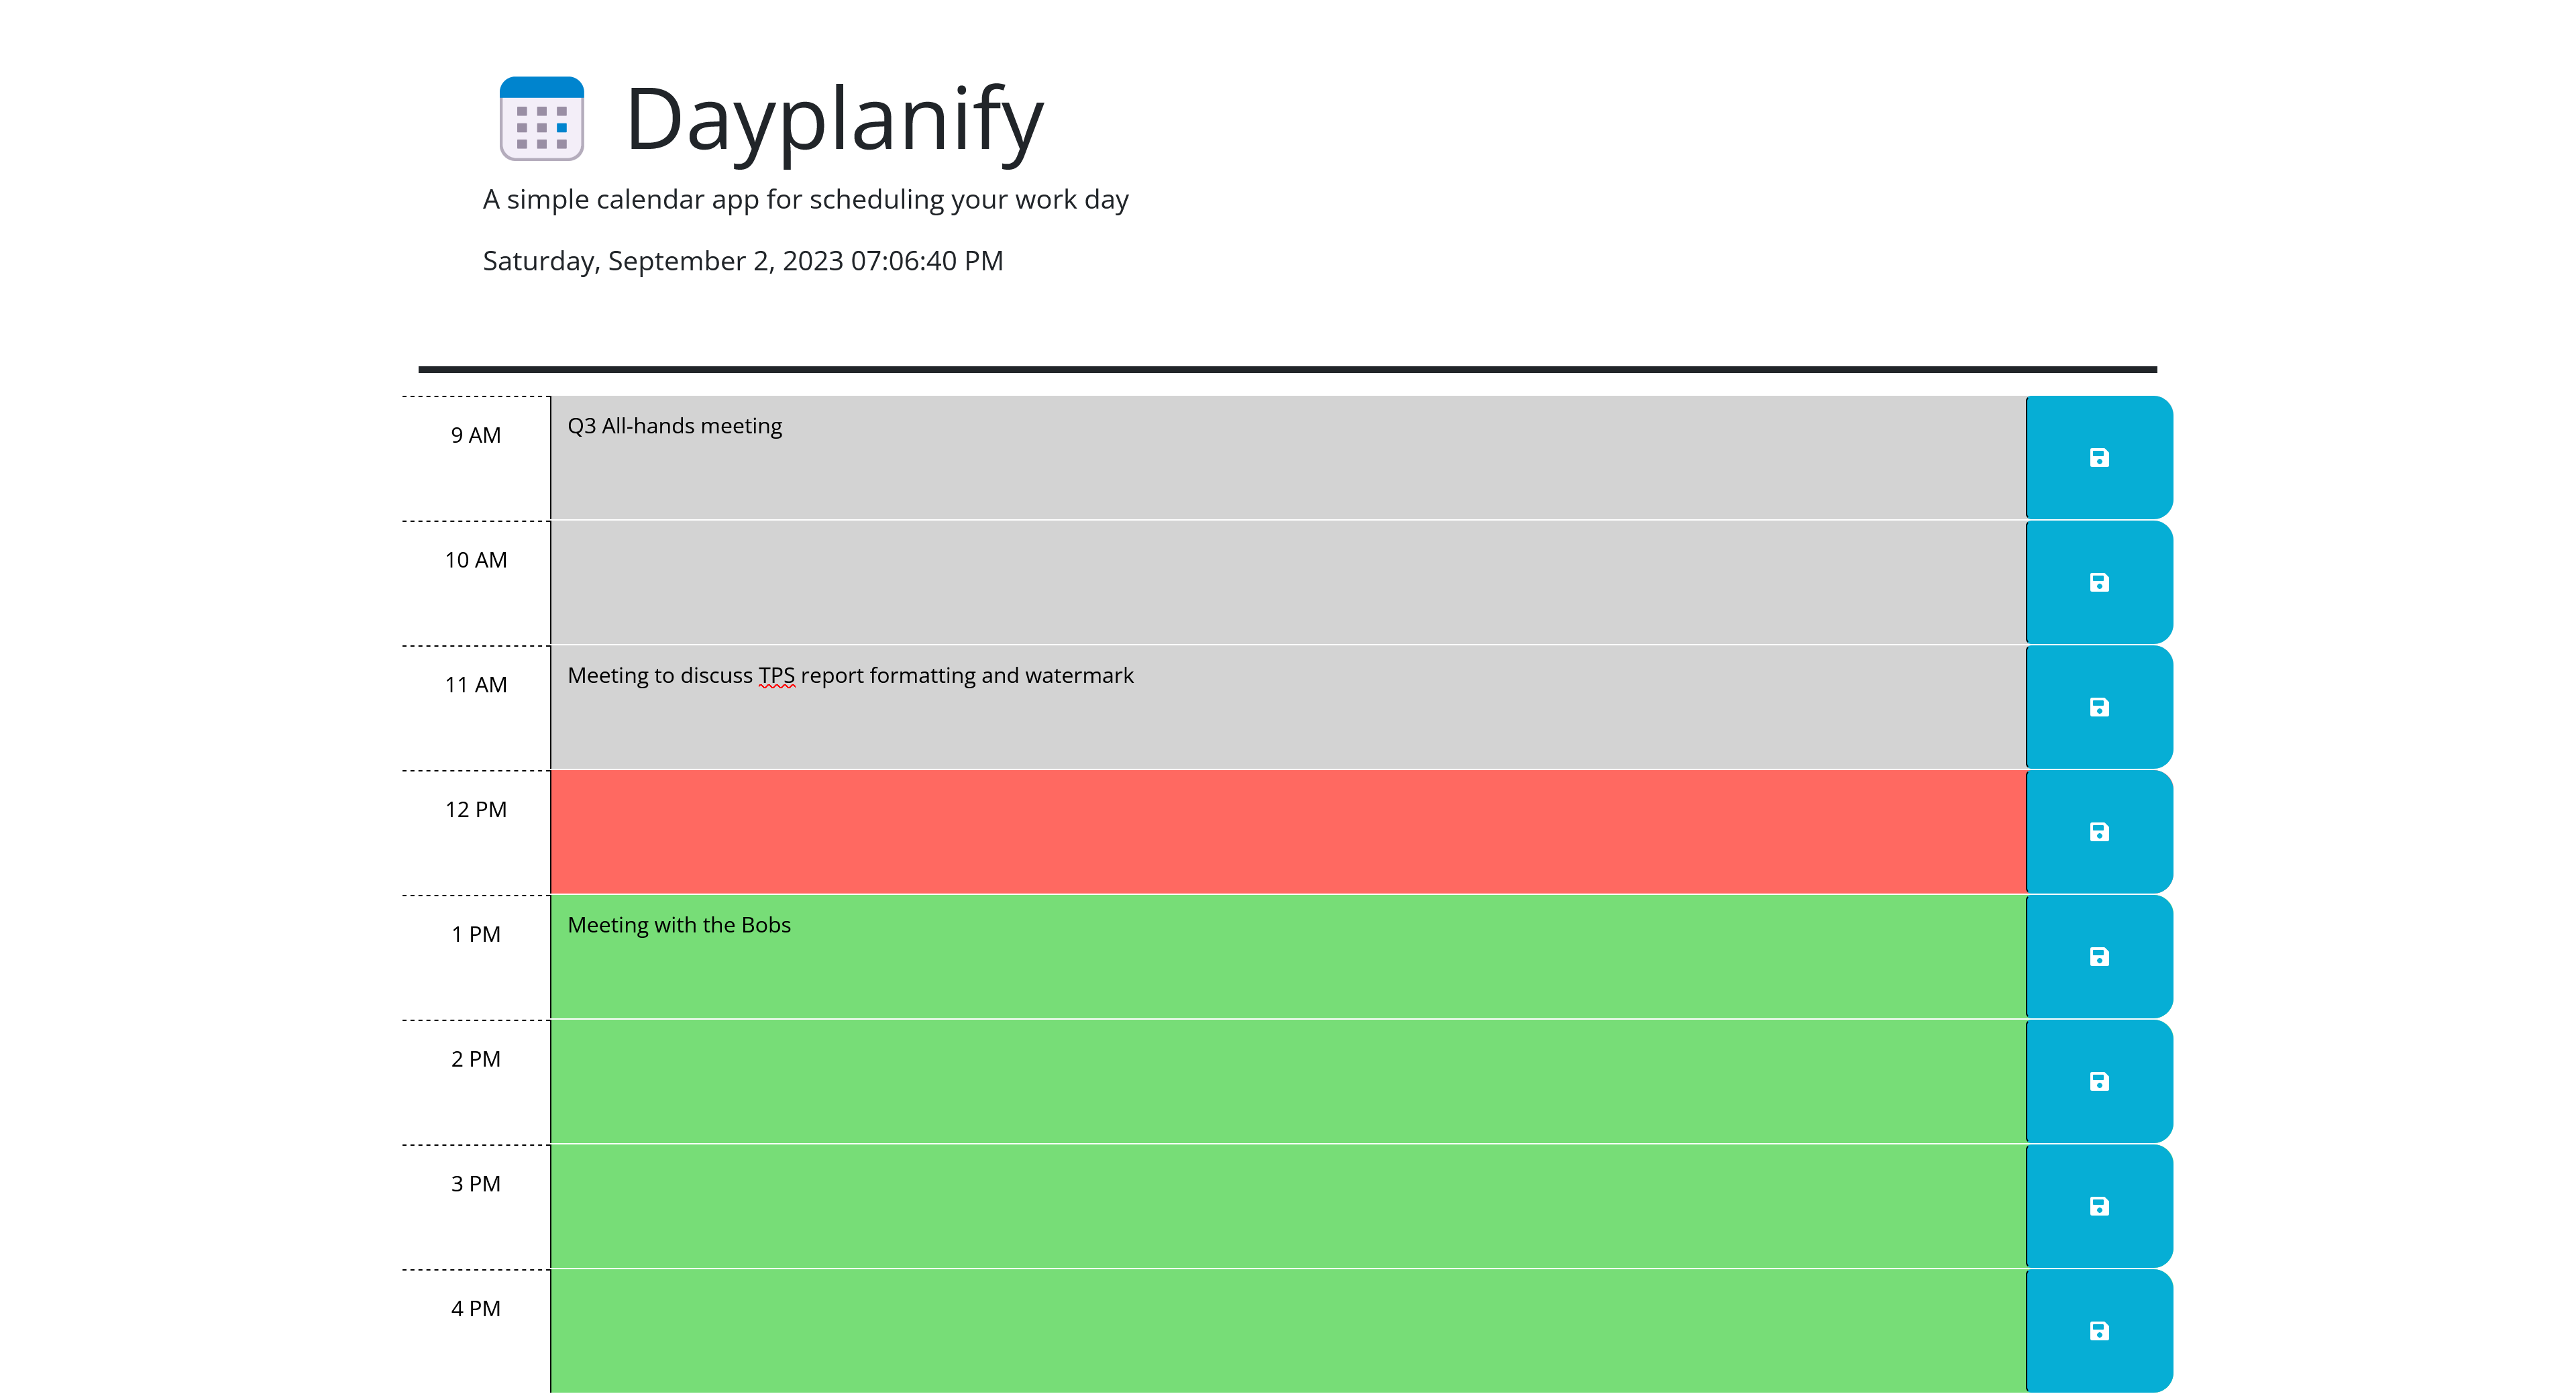 Dayplanify
A simple calendar app for scheduling your work day
Saturday, September 2, 2023 07:06:40 PM
9 AM
Q3 All-hands meeting
10 AM
11 AM
Meeting to discuss TPS report formatting and watermark
12 PM
1 PM
Meeting with the Bobs
2 PM
3 PM
4 PM